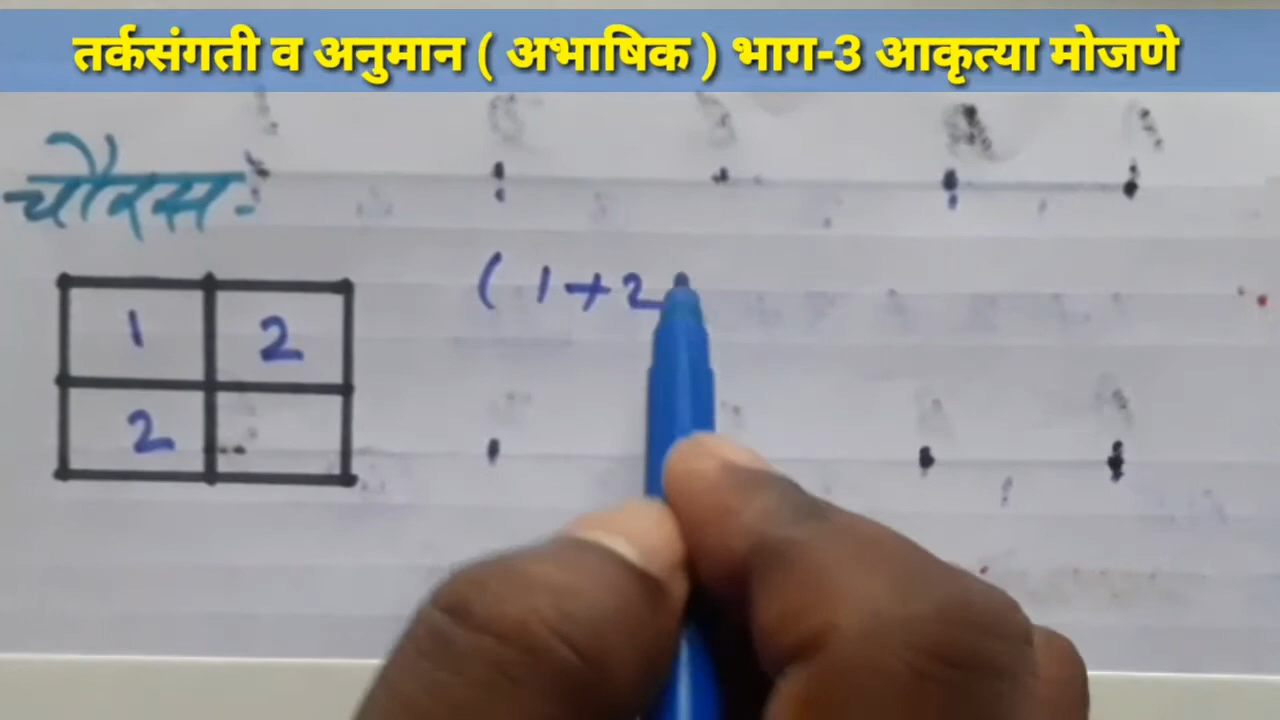 तर्कसंगती व अनुमान ( अभाषिक ) भाग-3 आकृत्या मोजणे
चौरस:-
( 1+2
1 2
2